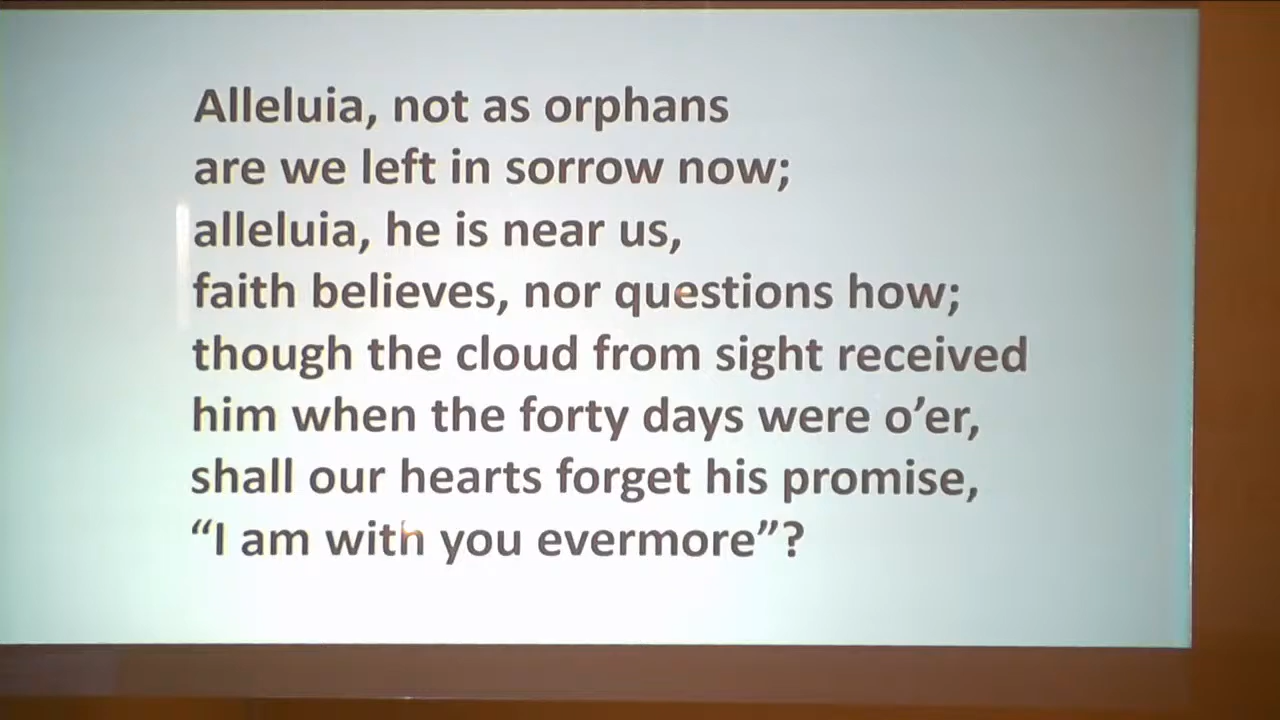 Alleluia, not as orphans
are we left in sorrow now;
alleluia, he is near us,
faith believes, nor questions how;
though the cloud from sight received
him when the forty days were o’er,
shall our hearts forget his promise,
“I am with you evermore”?